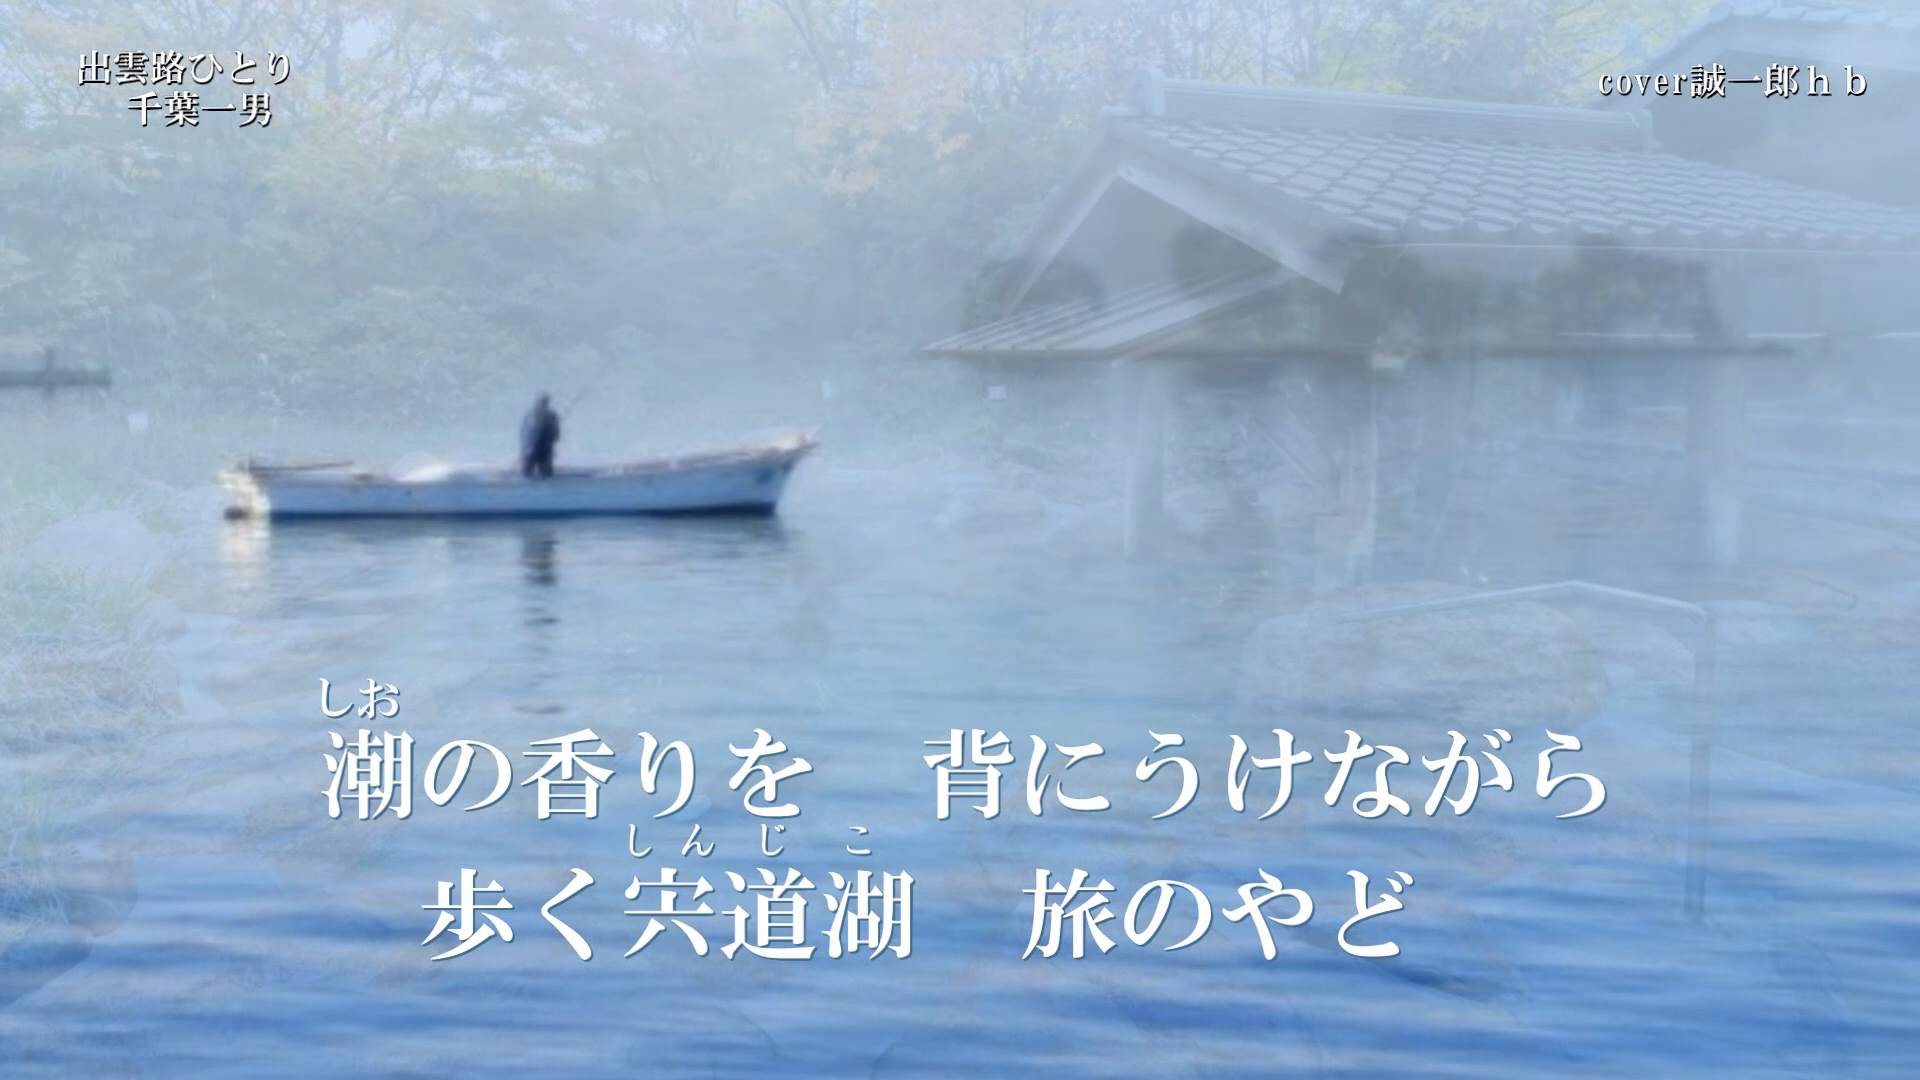 出雲路ひとり
千葉一男
cover誠一郎ｈｂ
しお
潮の香りを　背にうけながら
しんじこ
歩く宍道湖　旅のやど